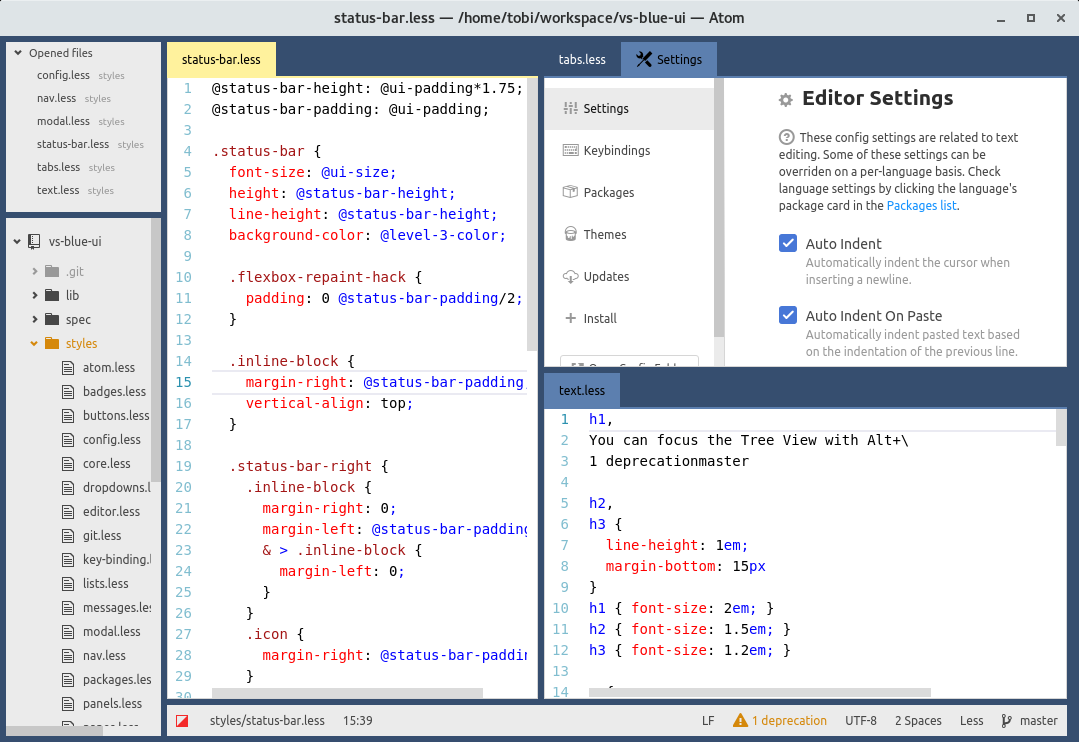 status-bar.less — /home/tobi/workspace/vs-blue-ui — Atom
Opened files
config.less styles
nav.less styles
modal.less styles
status-bar.less styles
tabs.less styles
text.less styles
vs-blue-ui
.git
lib
spec
styles
atom.less
badges.less
buttons.less
config.less
core.less
dropdowns.l
editor.less
git.less
key-binding.l
lists.less
messages.les
modal.less
nav.less
packages.les
panels.less
status-bar.less
1 @status-bar-height: @ui-padding*1.75;
2 @status-bar-padding: @ui-padding;
3
4 .status-bar {
5 font-size: @ui-size;
6 height: @status-bar-height;
7 line-height: @status-bar-height;
8 background-color: @level-3-color;
9
10 .flexbox-repaint-hack {
11 padding: 0 @status-bar-padding/2;
12 }
13
14 .inline-block {
15 margin-right: @status-bar-padding
16 vertical-align: top;
17 }
18
19 .status-bar-right {
20 .inline-block {
21 margin-right: 0;
22 margin-left: @status-bar-padding
23 & > .inline-block {
24 margin-left: 0;
25 }
26 }
27 .icon {
28 margin-right: @status-bar-paddin
29 }
30
tabs.less
Settings
Settings
Keybindings
Packages
Themes
Updates
Install
Editor Settings
These config settings are related to text
editing. Some of these settings can be
overriden on a per-language basis. Check
language settings by clicking the language's
package card in the Packages list.
Auto Indent
Automatically indent the cursor when
inserting a newline.
Auto Indent On Paste
Automatically indent pasted text based
on the indentation of the previous line.
text.less
1 h1,
2 You can focus the Tree View with Alt+\
3 1 deprecationmaster
4
5 h2,
6 h3 {
7 line-height: 1em;
8 margin-bottom: 15px
9 }
10 h1 { font-size: 2em; }
11 h2 { font-size: 1.5em; }
12 h3 { font-size: 1.2em; }
13
14
styles/status-bar.less 15:39
LF 1 deprecation UTF-8 2 Spaces Less master